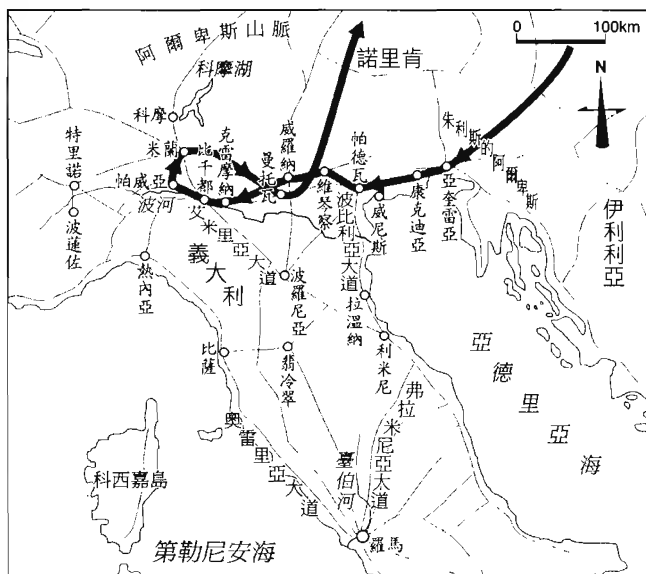 阿爾卑斯山脈
科摩湖
科摩
諾里肯
0 100km
N
朱利斯的阿爾卑斯
特里諾
米蘭
比千都
克雷摩納
曼托瓦
威羅納
維琴察
帕德瓦
威尼斯
康克迪亞
亞奎雷亞
伊利利亞
帕威亞
波河
波蓮佐
艾米里亞大道
波比利亞大道
義大利
熱內亞
波羅尼亞
拉溫納
利米尼
比薩
翡冷翠
弗拉米尼亞大道
亞德里亞海
奧雷里亞大道
臺伯河
科西嘉島
羅馬
第勒尼安海